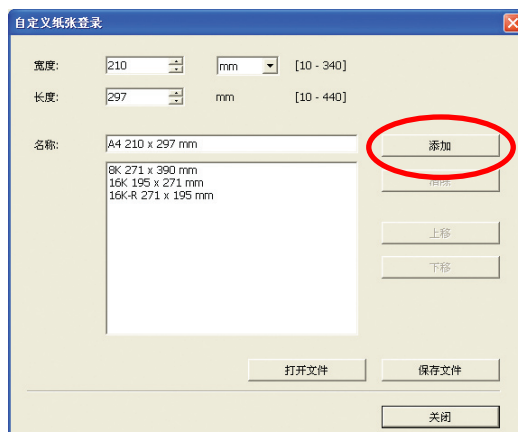 自定义纸张登录
宽度: 210 mm [10 - 340]
长度: 297 mm [10 - 440]
名称: A4 210 x 297 mm 添加
8K 271 x 390 mm
16K 195 x 271 mm 清除
16K-R 271 x 195 mm
上移
下移
打开文件 保存文件
关闭